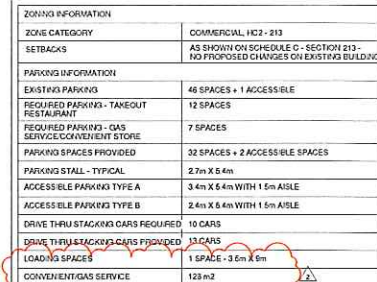 ZONING INFORMATION
ZONE CATEGORY COMMERCIAL, HC2 - 213
SETBACKS AS SHOWN ON SCHEDULE C - SECTION 213 -
NO PROPOSED CHANGES ON EXISTING BUILDING
PARKING INFORMATION
EXISTING PARKING 46 SPACES + 1 ACCESSIBLE
REQUIRED PARKING - TAKEOUT
RESTAURANT 12 SPACES
REQUIRED PARKING - GAS
SERVICE/CONVENIENT STORE 7 SPACES
PARKING SPACES PROVIDED 32 SPACES + 2 ACCESSIBLE SPACES
PARKING STALL - TYPICAL 2.7m X 5.4m
ACCESSIBLE PARKING TYPE A 3.4m X 5.4m WITH 1.5m AISLE
ACCESSIBLE PARKING TYPE B 2.4m X 5.4m WITH 1.5m AISLE
DRIVE THRU STACKING CARS REQUIRED 10 CARS
DRIVE THRU STACKING CARS PROVIDED 13 CARS
LOADING SPACES 1 SPACE - 3.5m X 9m
CONVENIENT/GAS SERVICE 123 m2
2